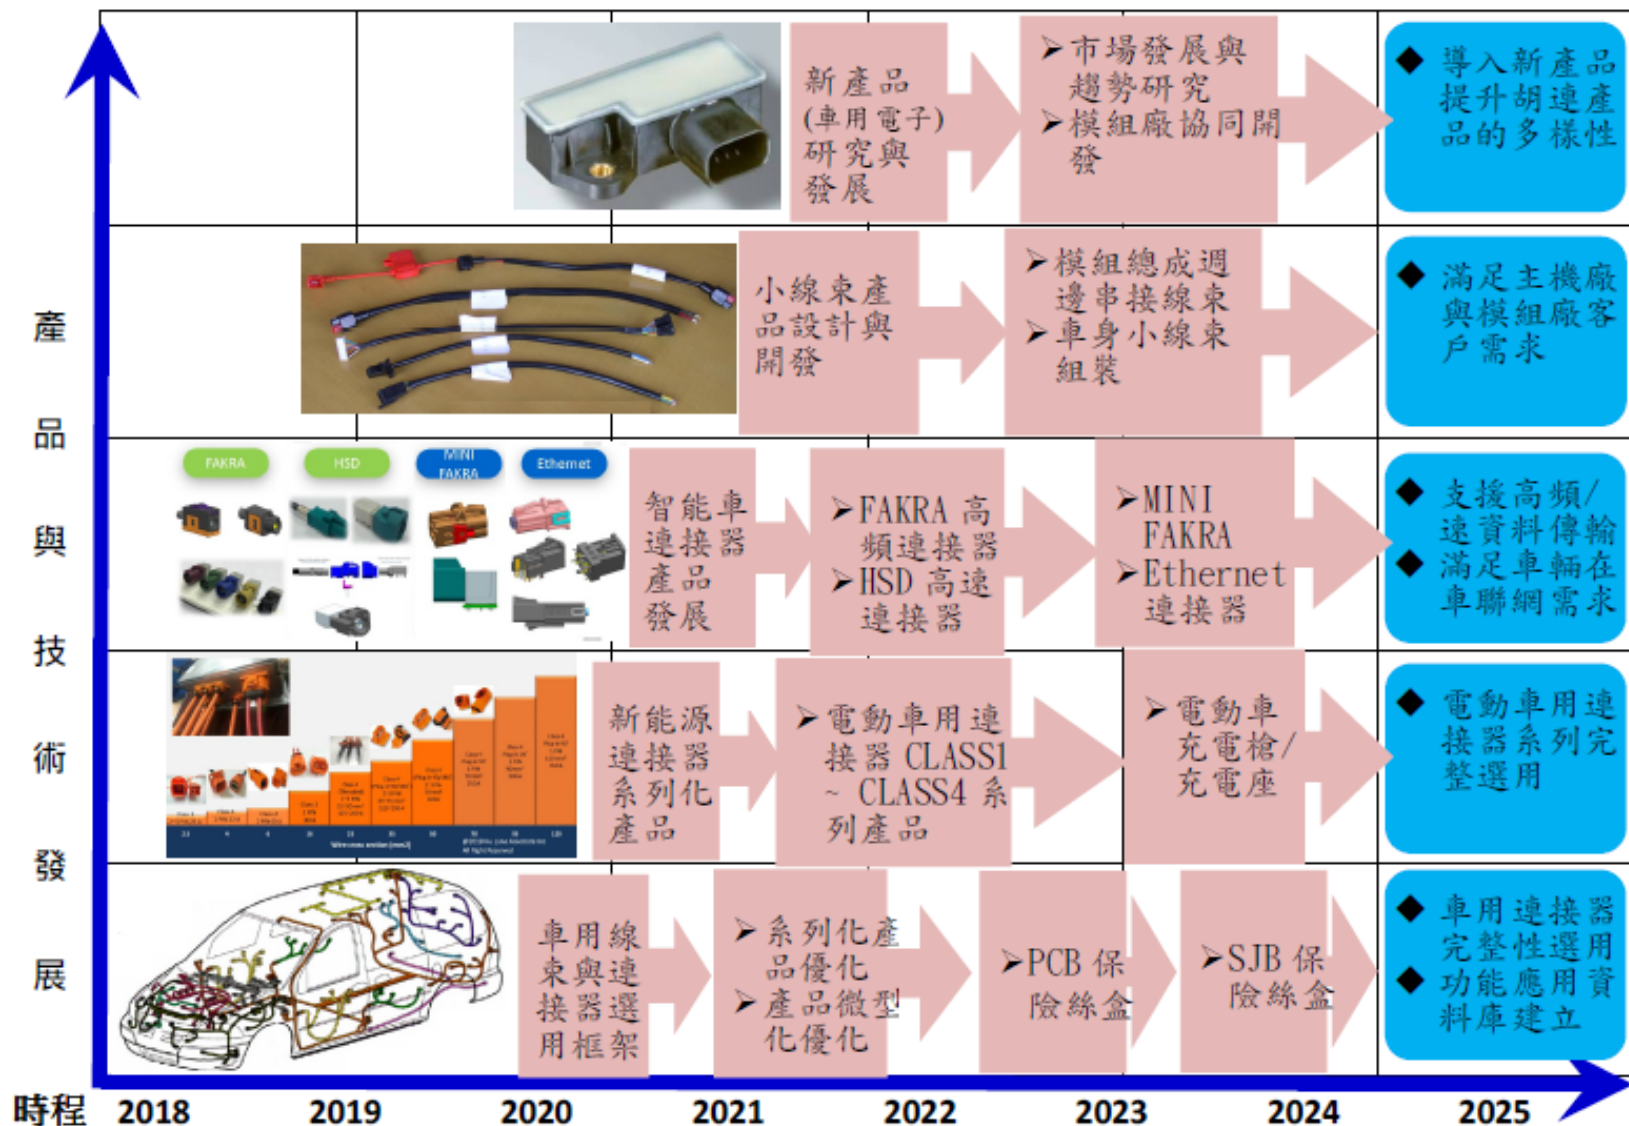 新產品
(車用電子)
研究與
發展
➢市場發展與
趨勢研究
➢模組廠協同開
發
◆ 導入新產品
提升胡連產
品的多樣性
小線束產
品設計與
開發
➢模組總成週
邊串接線束
➢車身小線束
組裝
◆ 滿足主機廠
與模組廠客
戶需求
FAKRA
HSD
MINI
FAKRA
Ethernet
智能車
連接器
產品
發展
➢FAKRA 高
頻連接器
➢HSD 高速
連接器
➢MINI
FAKRA
➢Ethernet
連接器
◆ 支援高頻/
速資料傳輸
◆ 滿足車輛在
車聯網需求
新能源
連接器
系列化
產品
➢電動車用連
接器 CLASS1
~ CLASS4 系
列產品
➢電動車
充電槍/
充電座
◆ 電動車用連
接器系列完
整選用
Wire cross section (mm2)
車用線
束與連
接器選
用框架
➢系列化產
品優化
➢產品微型
化優化
➢PCB 保
險絲盒
➢SJB 保
險絲盒
◆ 車用連接器
完整性選用
◆ 功能應用資
料庫建立
產
品
與
技
術
發
展
時程 2018 2019 2020 2021 2022 2023 2024 2025